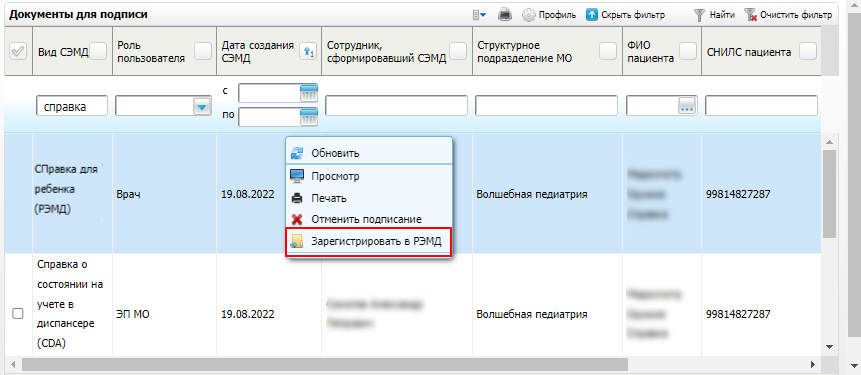 Документы для подписи
Профиль
Скрыть фильтр
Найти
Очистить фильтр
Вид СЭМД
Роль
пользователя
Дата создания
СЭМД
1
Сотрудник,
сформировавший СЭМД
Структурное
подразделение МО
ФИО
пациента
СНИЛС пациента
справка
с
по
...
СПравка для
ребенка
(РЭМД)
Врач
19.08.2022
Обновить
Просмотр
Печать
Отменить подписание
Зарегистрировать в РЭМД
Волшебная педиатрия
99814827287
Справка о
состоянии на
учете в
диспансере
(CDA)
ЭП МО
19.08.2022
Волшебная педиатрия
99814827287